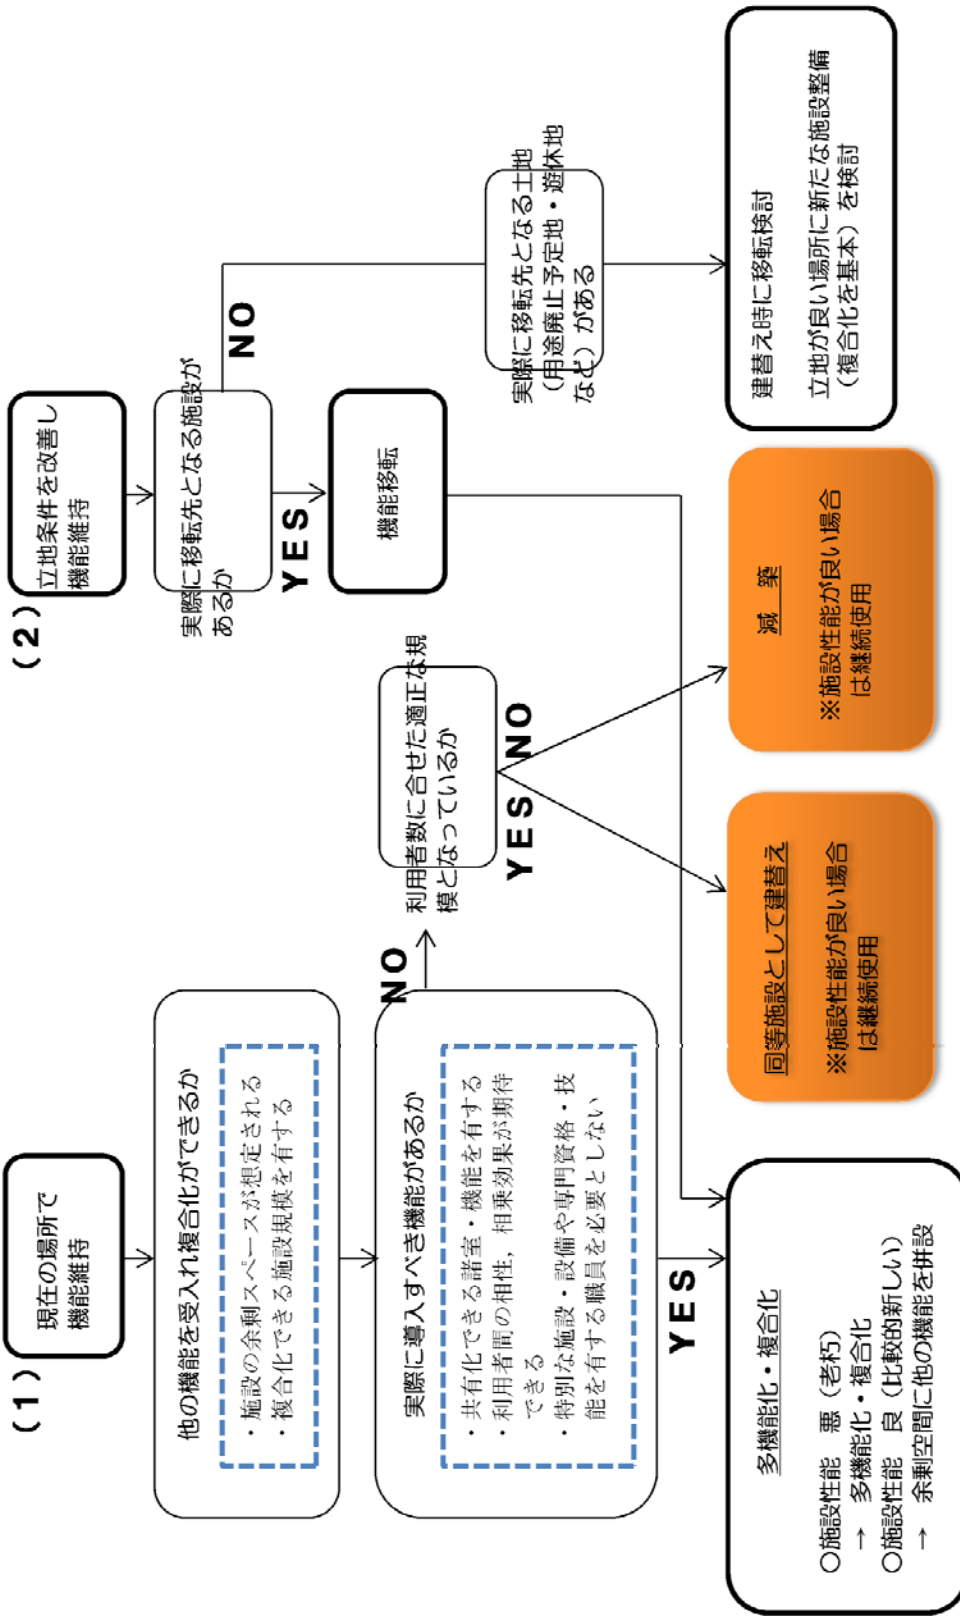 (1)
現在の場所で
機能維持
他の機能を受入れ複合化ができるか
・施設の余剰スペースが想定される
・複合化できる施設規模を有する
実際に導入すべき機能があるか
・共有化できる諸室・機能を有する
・利用者間の相性，相乗効果が期待
できる
・特別な施設・設備や専門資格・技
能を有する職員を必要としない
NO
YES
利用者数に合せた適正な規
模となっているか
YES
NO
多機能化・複合化
○施設性能　悪（老朽）
→　多機能化・複合化
○施設性能　良（比較的新しい）
→　余剰空間に他の機能を併設
同等施設として建替え
※施設性能が良い場合
は継続使用
減　築
※施設性能が良い場合
は継続使用
(2)
立地条件を改善し
機能維持
実際に移転先となる施設が
あるか
YES
NO
機能移転
実際に移転先となる土地
（用途廃止予定地・遊休地
など）がある
建替え時に移転検討
立地が良い場所に新たな施設整備
（複合化を基本）を検討